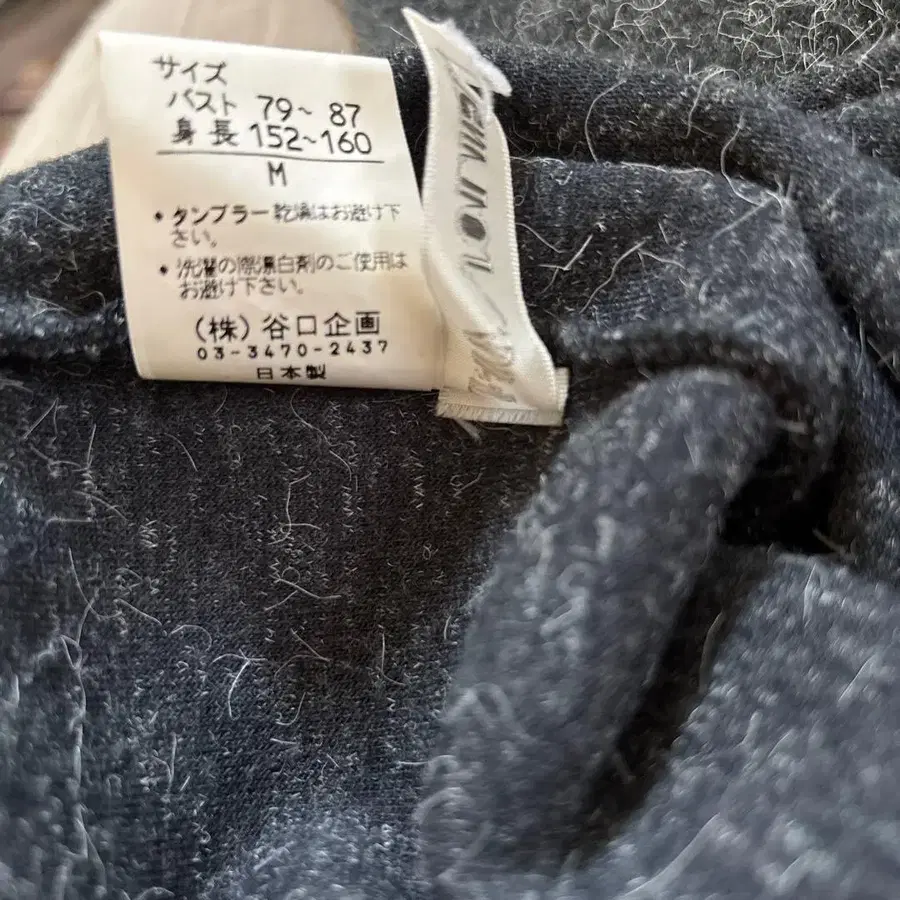 サイズ
バスト 79~ 87
身 長 152~160
M
・タンブラー乾燥はお避け下
さい。
・洗濯の際漂白剤のご使用は
お避け下さい。
(株) 谷口企画
03-3470-2437
日本製